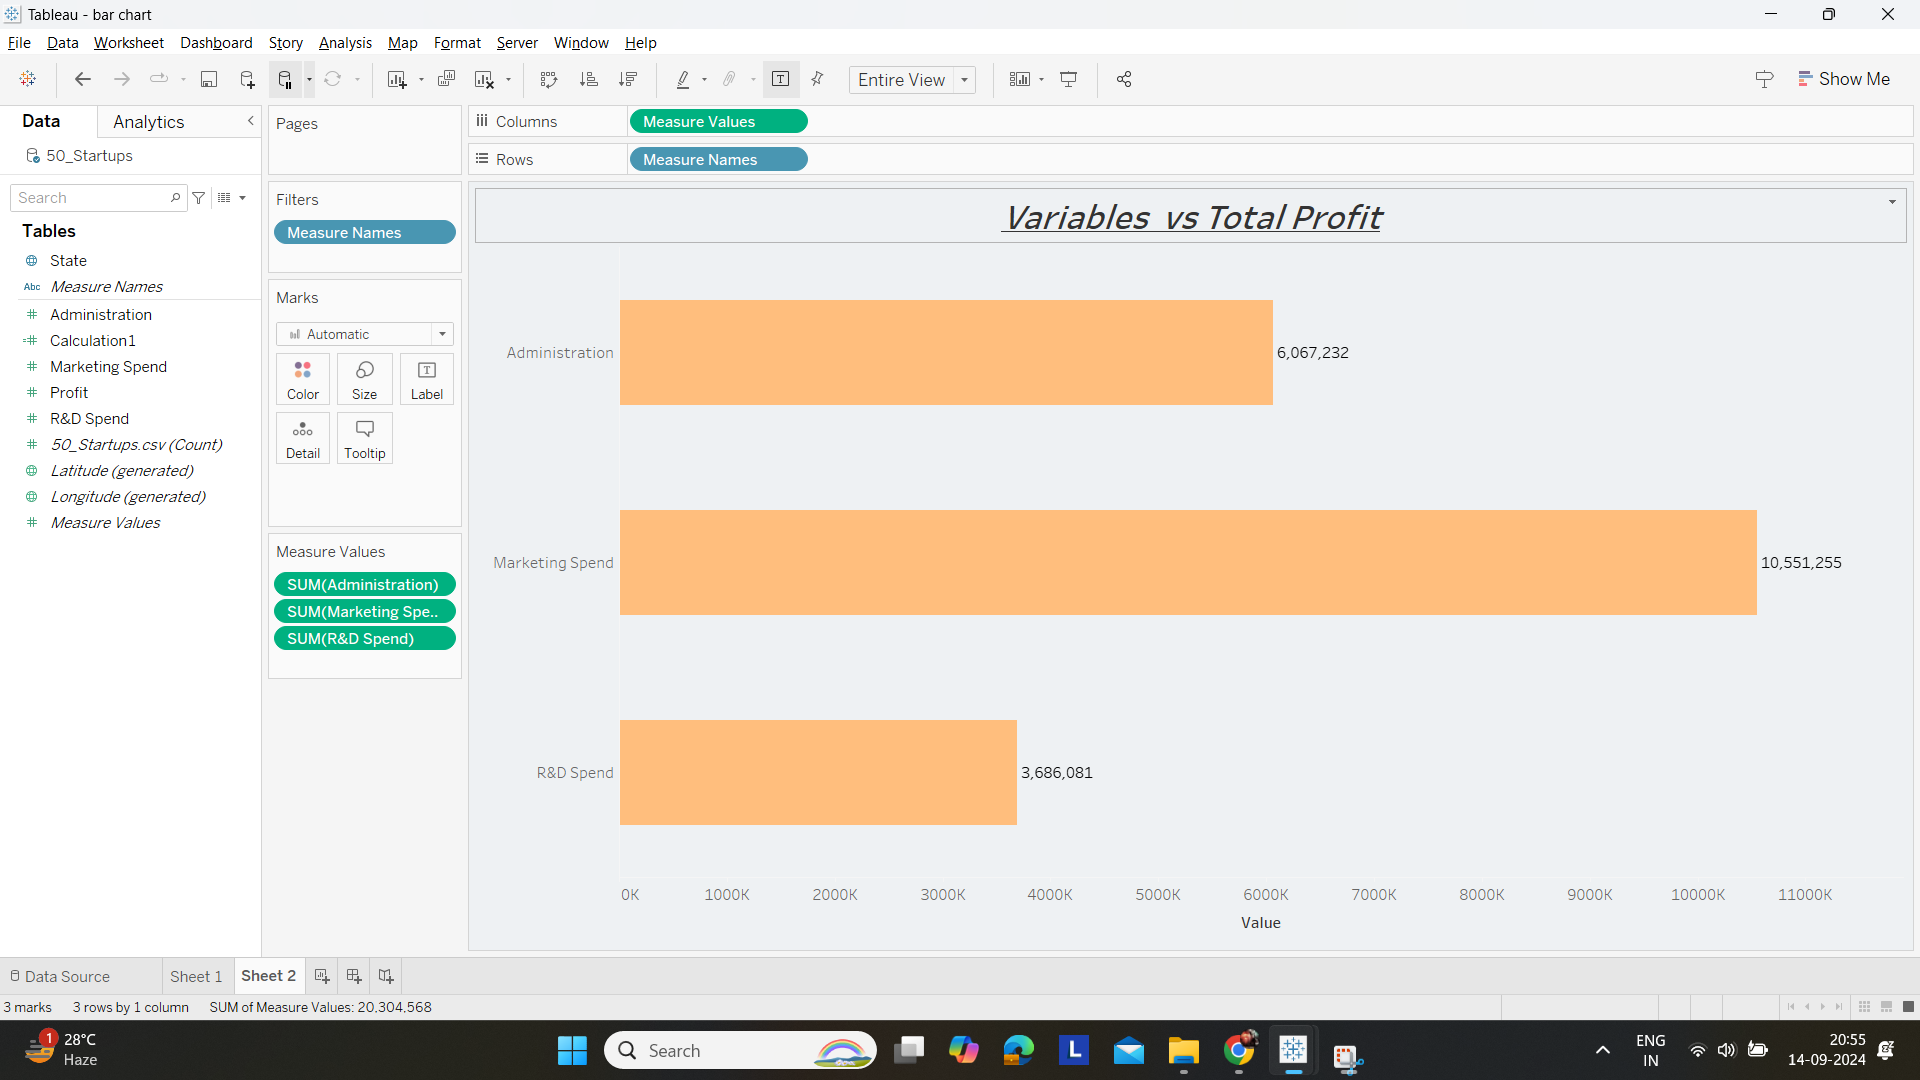 Tableau - bar chart
File Data Worksheet Dashboard Story Analysis Map Format Server Window Help
Entire View
Show Me
Data Analytics
50_Startups
Search
Tables
State
Abc Measure Names
Administration
Calculation1
Marketing Spend
Profit
R&D Spend
50_Startups.csv (Count)
Latitude (generated)
Longitude (generated)
Measure Values
Pages
Filters
Measure Names
Marks
Automatic
Color Size Label
Detail Tooltip
Measure Values
SUM(Administration)
SUM(Marketing Spe..
SUM(R&D Spend)
Columns Measure Values
Rows Measure Names
Variables vs Total Profit
Administration 6,067,232
Marketing Spend 10,551,255
R&D Spend 3,686,081
0K 1000K 2000K 3000K 4000K 5000K 6000K 7000K 8000K 9000K 10000K 11000K
Value
Data Source Sheet 1 Sheet 2
3 marks 3 rows by 1 column SUM of Measure Values: 20,304,568
1 28°C
Haze
Search
L
ENG
IN
20:55
14-09-2024